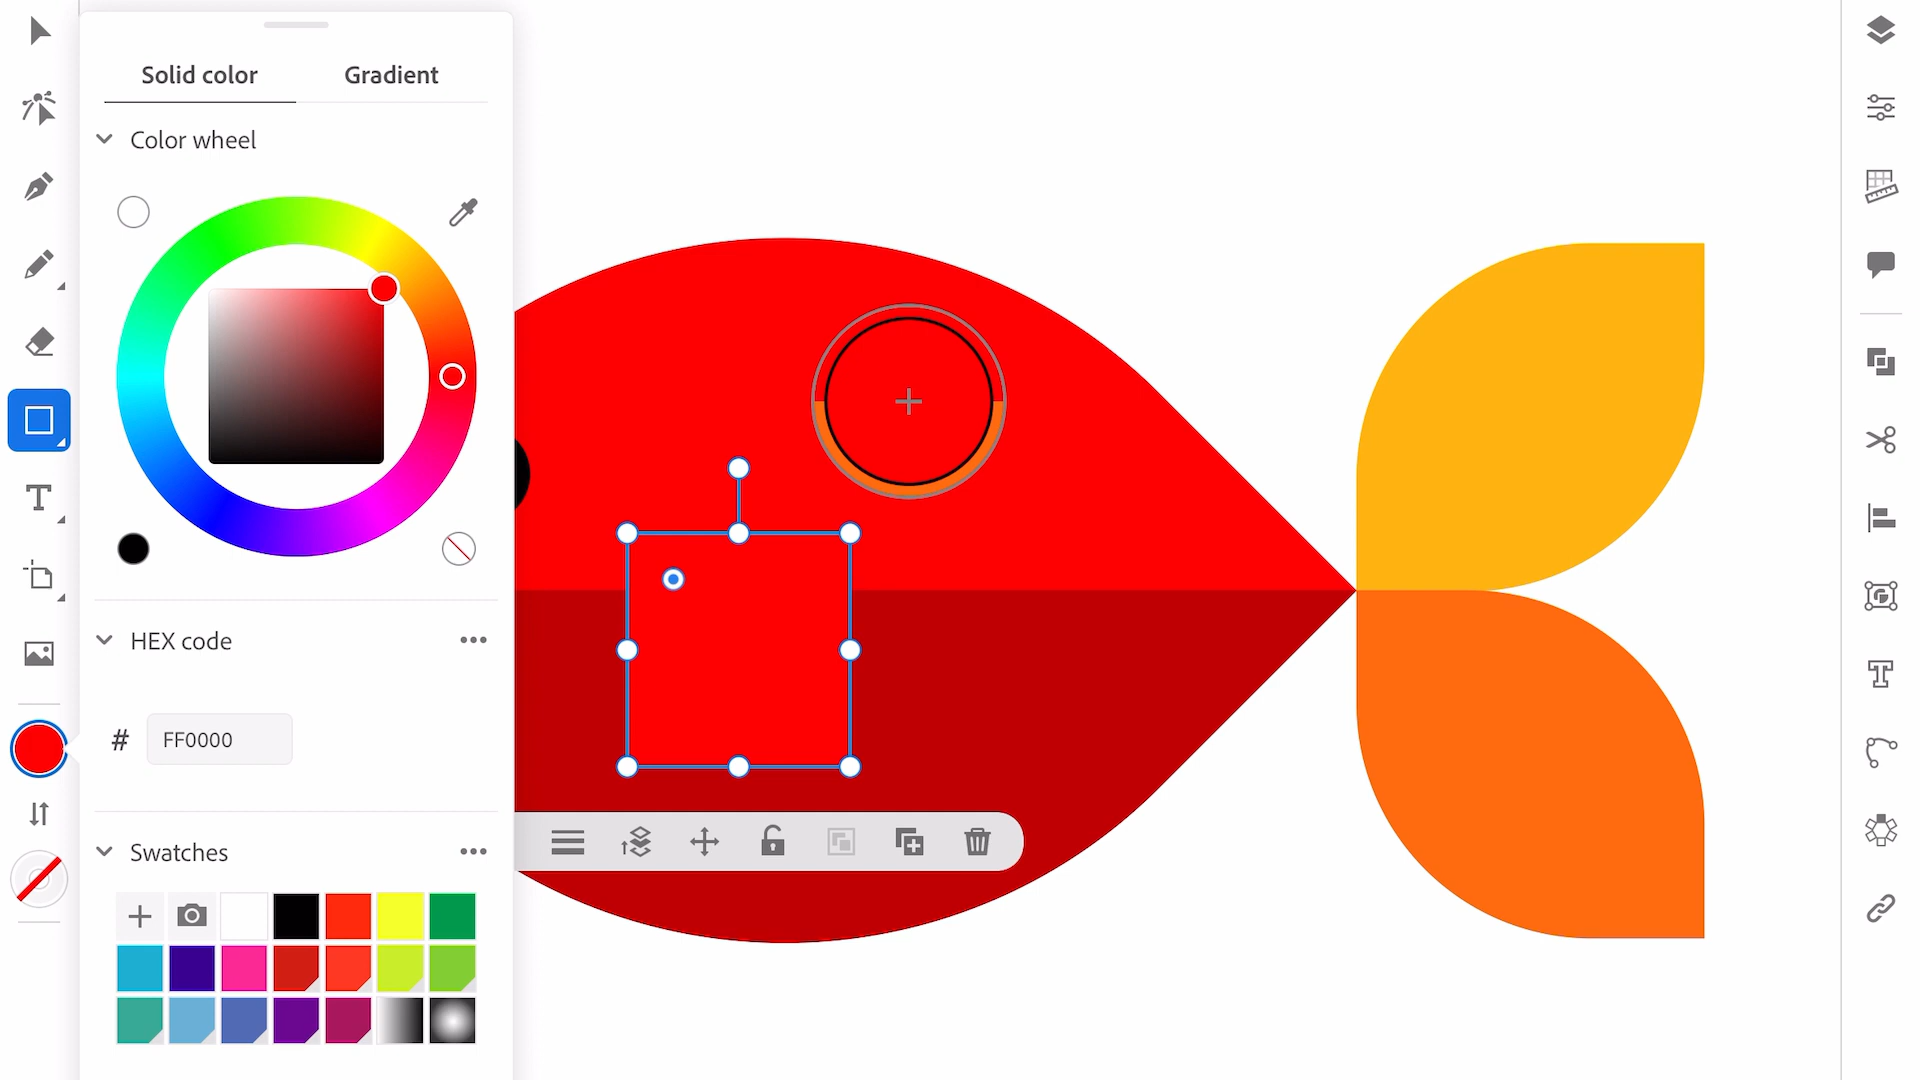 Solid color
Gradient
Color wheel
HEX code
# FF0000
Swatches